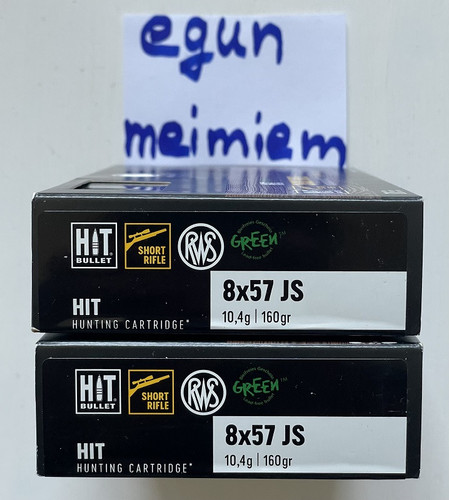 egun
meimiem
HIT
BULLET
SHORT
RIFLE
RWS
GREEN
8x57 JS
10,4g | 160gr
HIT
HUNTING CARTRIDGE*
HIT
BULLET
SHORT
RIFLE
RWS
GREEN
8x57 JS
10,4g | 160gr
HIT
HUNTING CARTRIDGE*